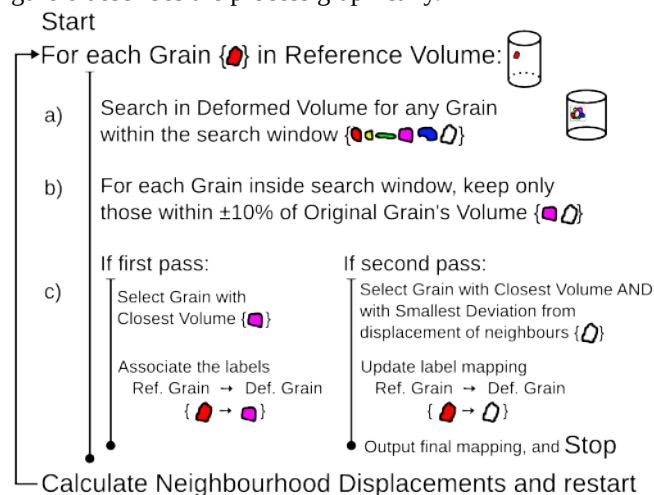 Start
For each Grain { } in Reference Volume:
a)
Search in Deformed Volume for any Grain
within the search window { }
b)
For each Grain inside search window, keep only
those within ±10% of Original Grain's Volume { }
c)
If first pass:
Select Grain with
Closest Volume { }
Associate the labels
Ref. Grain → Def. Grain
{ → }
If second pass:
Select Grain with Closest Volume AND
with Smallest Deviation from
displacement of neighbours { }
Update label mapping
Ref. Grain → Def. Grain
{ → }
Output final mapping, and Stop
Calculate Neighbourhood Displacements and restart